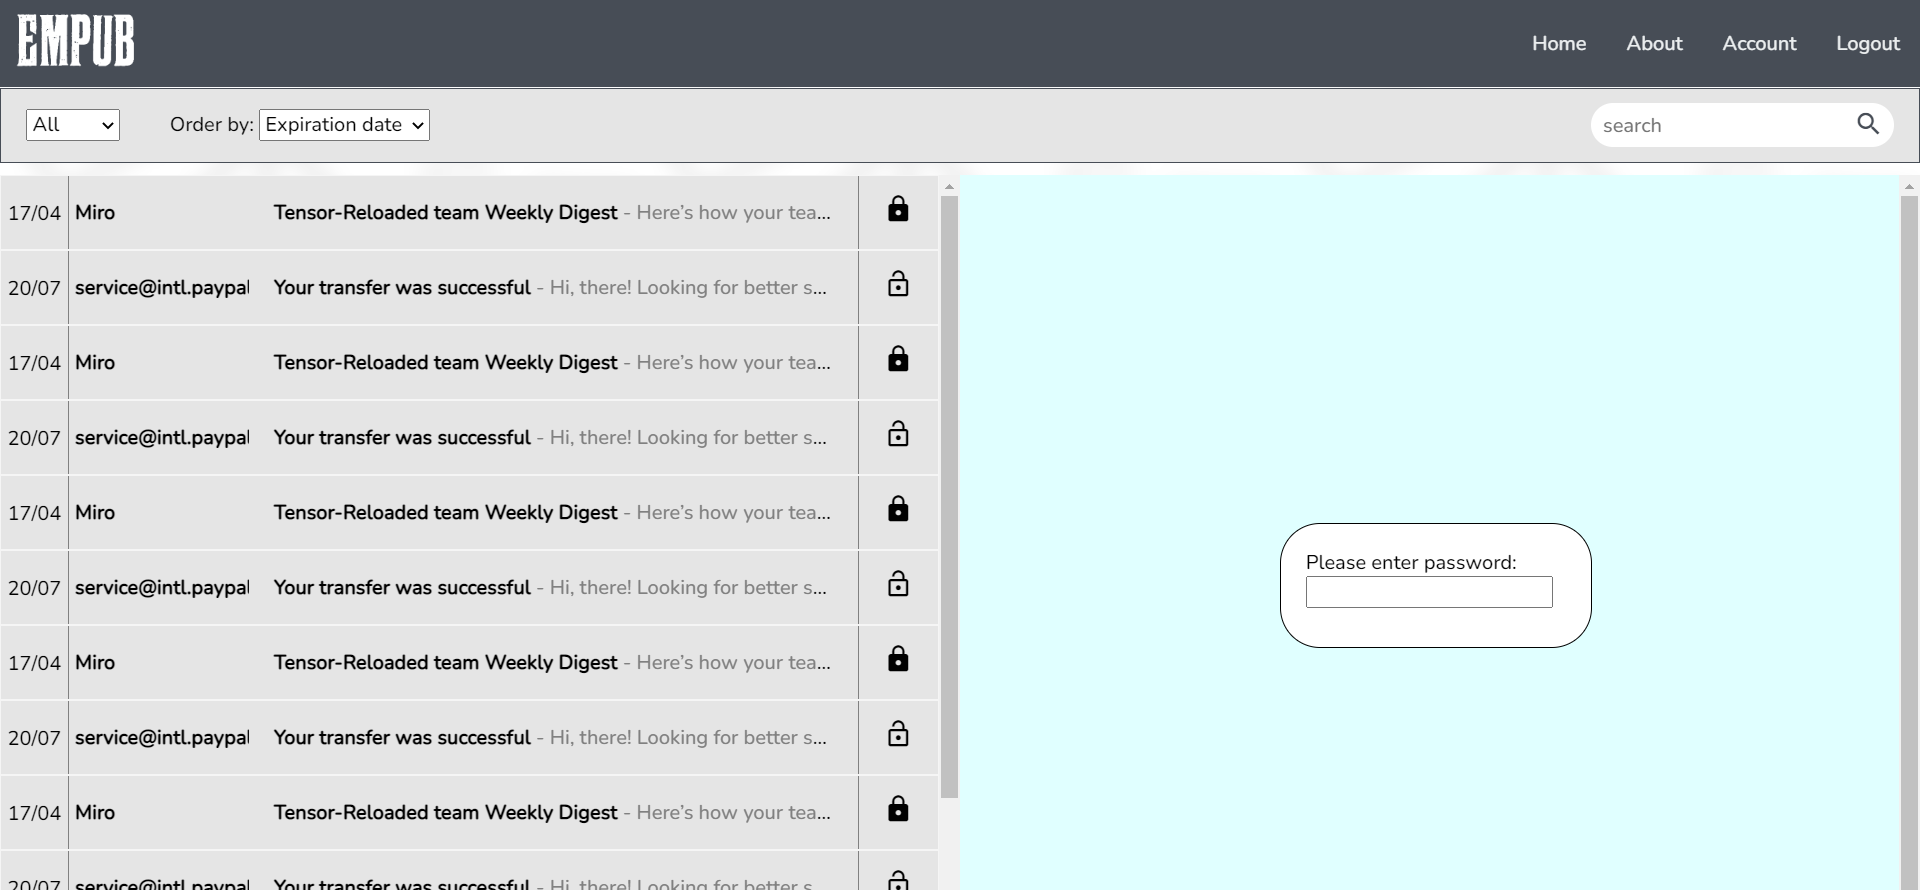 EMPUB
Home About Account Logout
All Order by: Expiration date search
17/04 Miro Tensor-Reloaded team Weekly Digest - Here's how your tea...
20/07 service@intl.paypal Your transfer was successful - Hi, there! Looking for better s...
17/04 Miro Tensor-Reloaded team Weekly Digest - Here's how your tea...
20/07 service@intl.paypal Your transfer was successful - Hi, there! Looking for better s...
17/04 Miro Tensor-Reloaded team Weekly Digest - Here's how your tea...
Please enter password:
20/07 service@intl.paypal Your transfer was successful - Hi, there! Looking for better s...
17/04 Miro Tensor-Reloaded team Weekly Digest - Here's how your tea...
20/07 service@intl.paypal Your transfer was successful - Hi, there! Looking for better s...
17/04 Miro Tensor-Reloaded team Weekly Digest - Here's how your tea...
20/07 service@intl.paypal Your transfer was successful - Hi, there! Looking for better s...